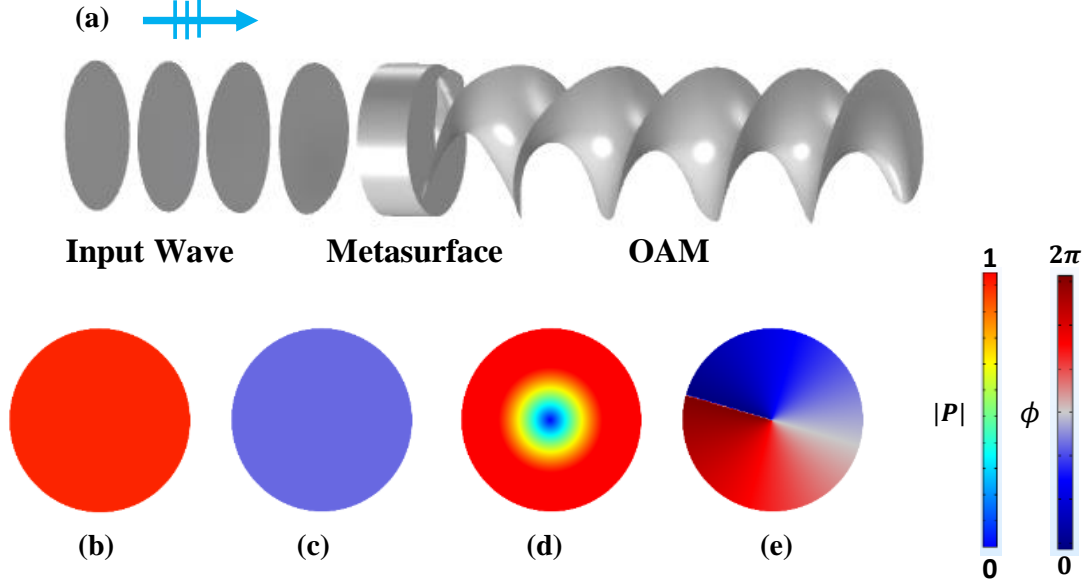 (a)
Input Wave Metasurface OAM
1 2π
|P| ϕ
0 0
(b) (c) (d) (e)